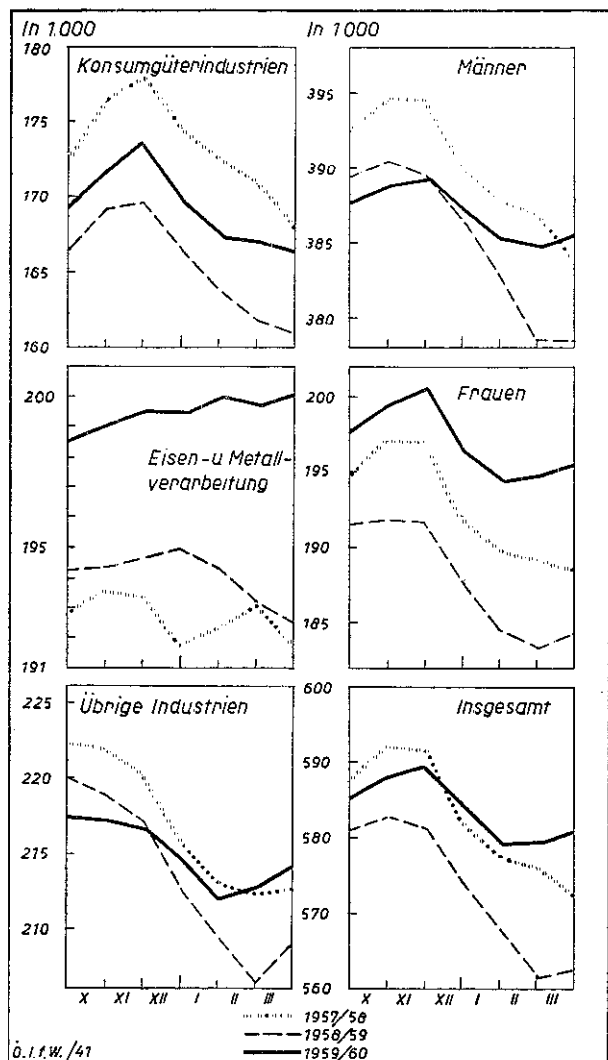 In 1.000
In 1000
180
Konsumgüterindustrien
175
170
165
160
Männer
395
390
385
378
200
Eisen- u Metall-
verarbeitung
195
191
Frauen
200
195
190
185
225
Übrige Industrien
220
215
210
X XI XII I II III
600
Insgesamt
590
580
570
560
X XI XII I II III
1957/58
1958/59
1959/60
Ö.I.f.W./41